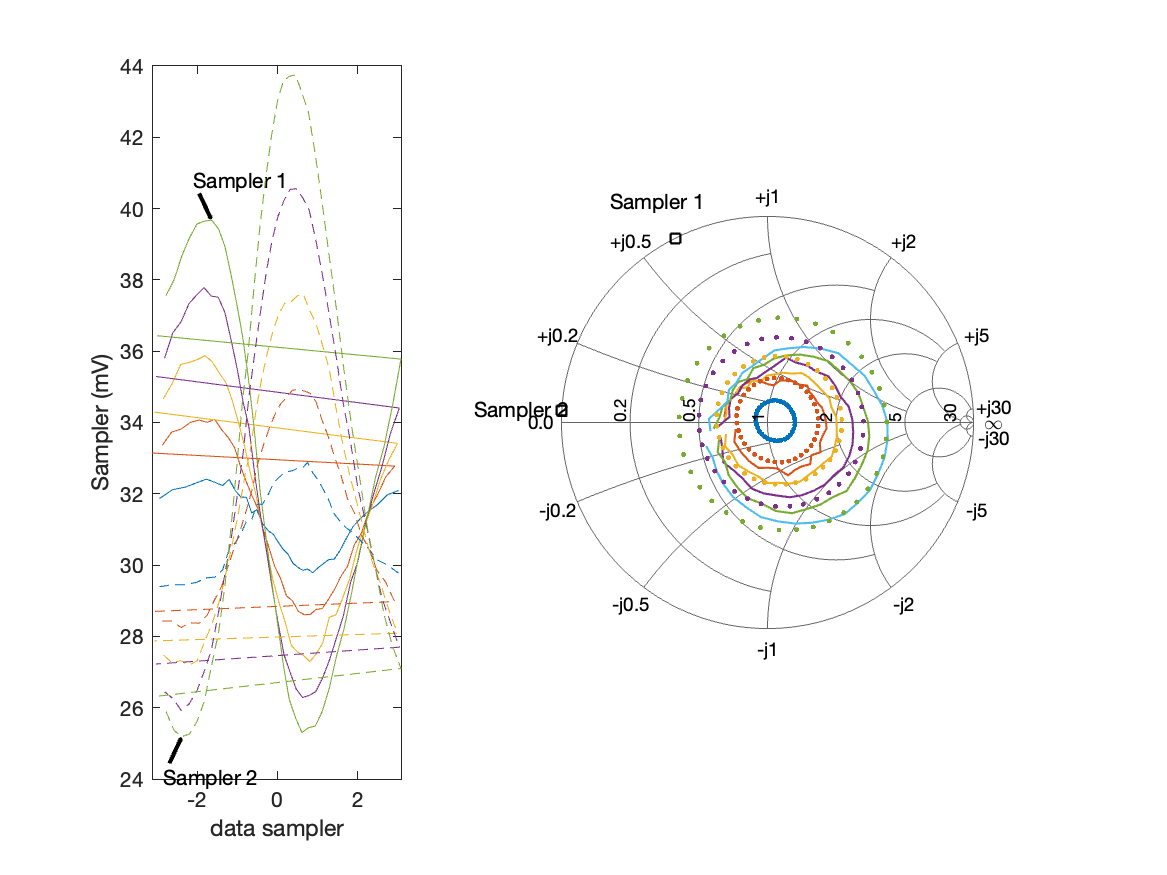 44
42
40
38
36
34
32
30
28
26
24
Sampler (mV)
Sampler 1
Sampler 2
-2 0 2
data sampler
Sampler 1
+j1
+j0.5
+j2
+j0.2
+j5
Sampler 2
0.0
0.2
0.5
1
2
5
30
+j30
∞
-j30
-j0.2
-j5
-j0.5
-j2
-j1